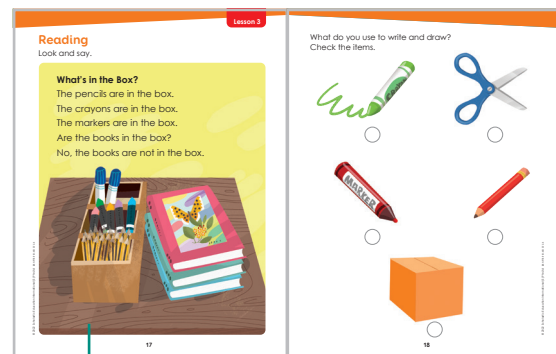 Lesson 3
Reading
Look and say.
What's in the Box?
The pencils are in the box.
The crayons are in the box.
The markers are in the box.
Are the books in the box?
No, the books are not in the box.
17
What do you use to write and draw?
Check the items.
MARKER
18